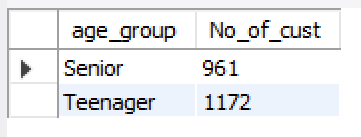 age_group No_of_cust
Senior 961
Teenager 1172